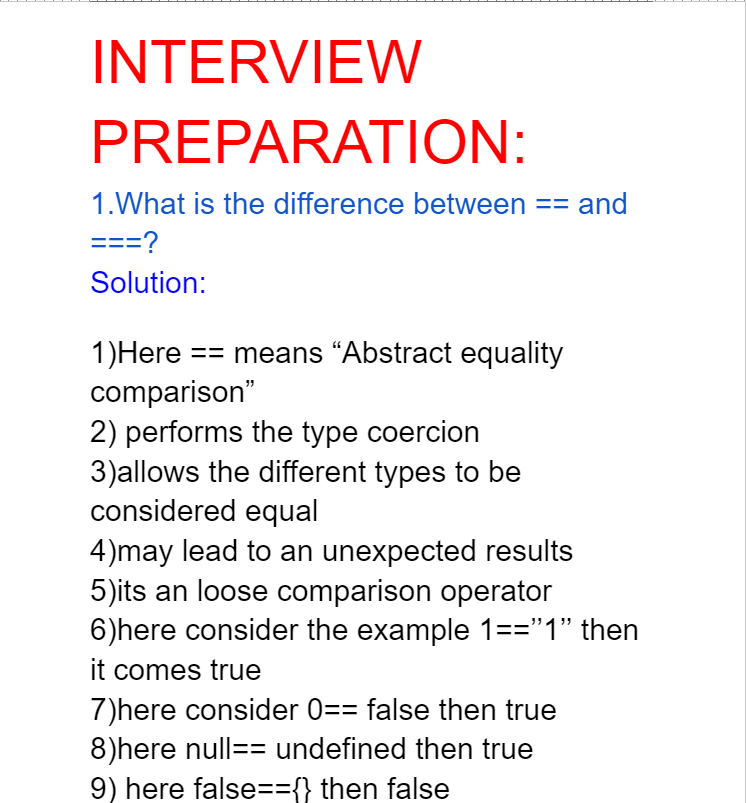 INTERVIEW
PREPARATION:
1.What is the difference between == and
===?
Solution:
1)Here == means “Abstract equality
comparison”
2) performs the type coercion
3)allows the different types to be
considered equal
4)may lead to an unexpected results
5)its an loose comparison operator
6)here consider the example 1==’’1’’ then
it comes true
7)here consider 0== false then true
8)here null== undefined then true
9) here false=={} then false